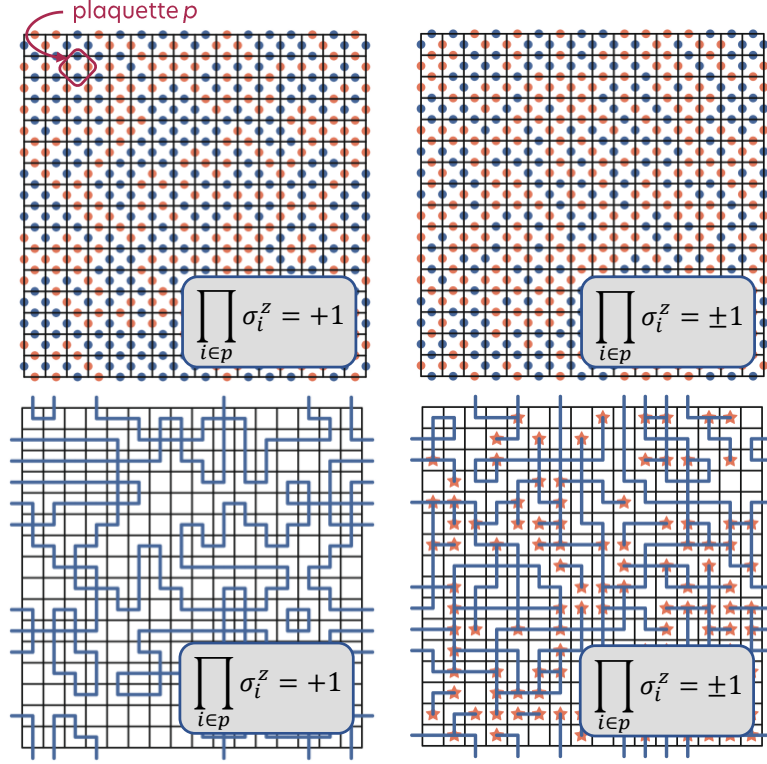 plaquette p
∏ σ_i^z = +1
i∈p
∏ σ_i^z = ±1
i∈p
∏ σ_i^z = +1
i∈p
∏ σ_i^z = ±1
i∈p